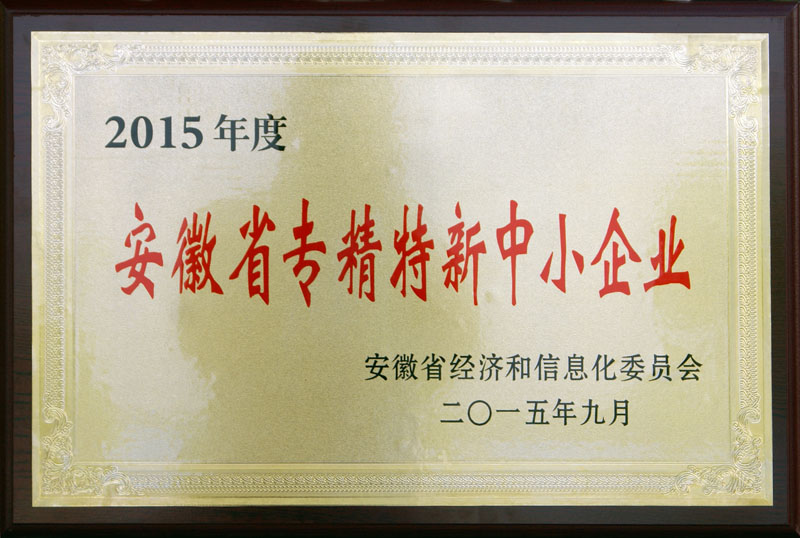 2015年度
安徽省专精特新中小企业
安徽省经济和信息化委员会
二〇一五年九月